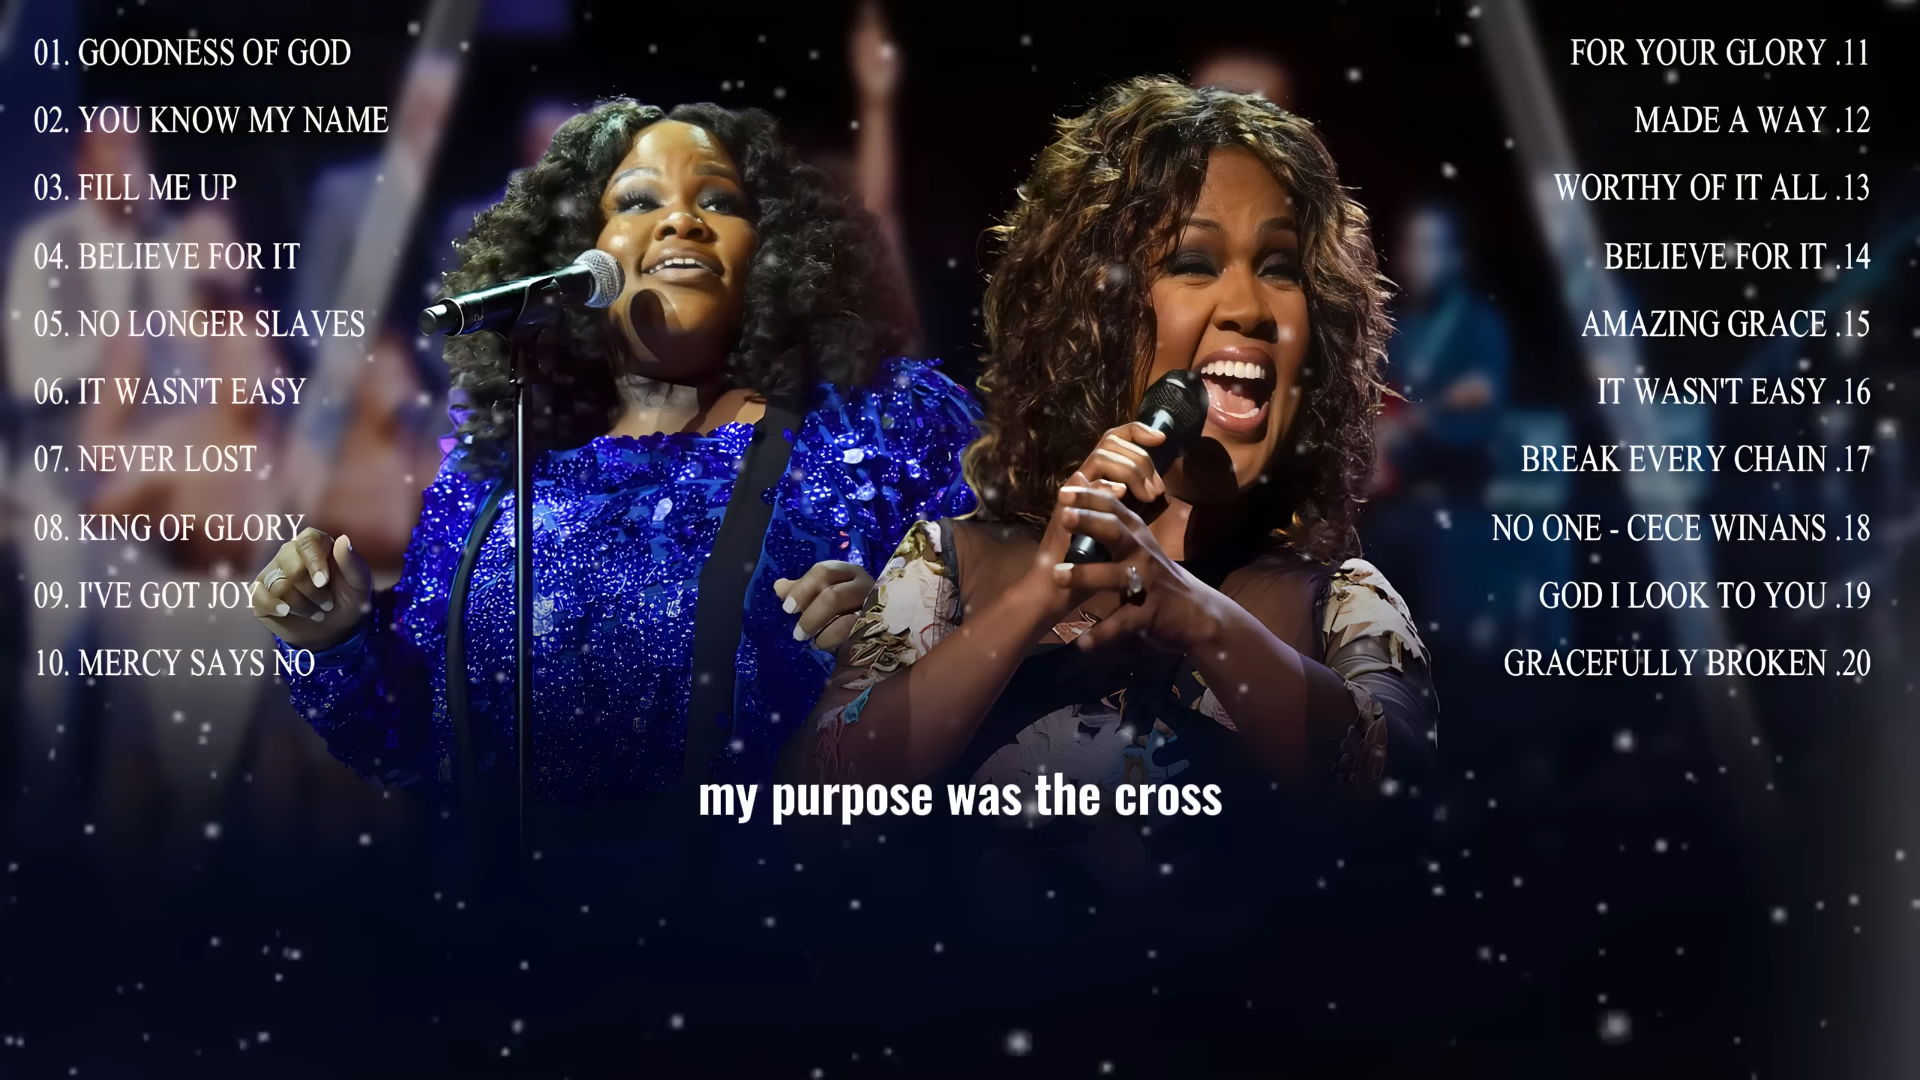 01. GOODNESS OF GOD
02. YOU KNOW MY NAME
03. FILL ME UP
04. BELIEVE FOR IT
05. NO LONGER SLAVES
06. IT WASN'T EASY
07. NEVER LOST
08. KING OF GLORY
09. I'VE GOT JOY
10. MERCY SAYS NO
FOR YOUR GLORY .11
MADE A WAY .12
WORTHY OF IT ALL .13
BELIEVE FOR IT .14
AMAZING GRACE .15
IT WASN'T EASY .16
BREAK EVERY CHAIN .17
NO ONE - CECE WINANS .18
GOD I LOOK TO YOU .19
GRACEFULLY BROKEN .20
my purpose was the cross